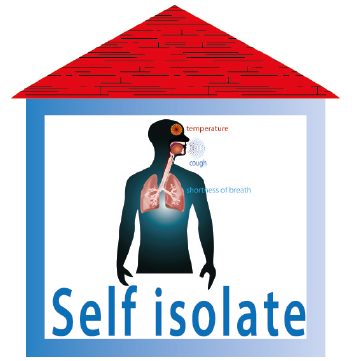 temperature
cough
shortness of breath
Self isolate